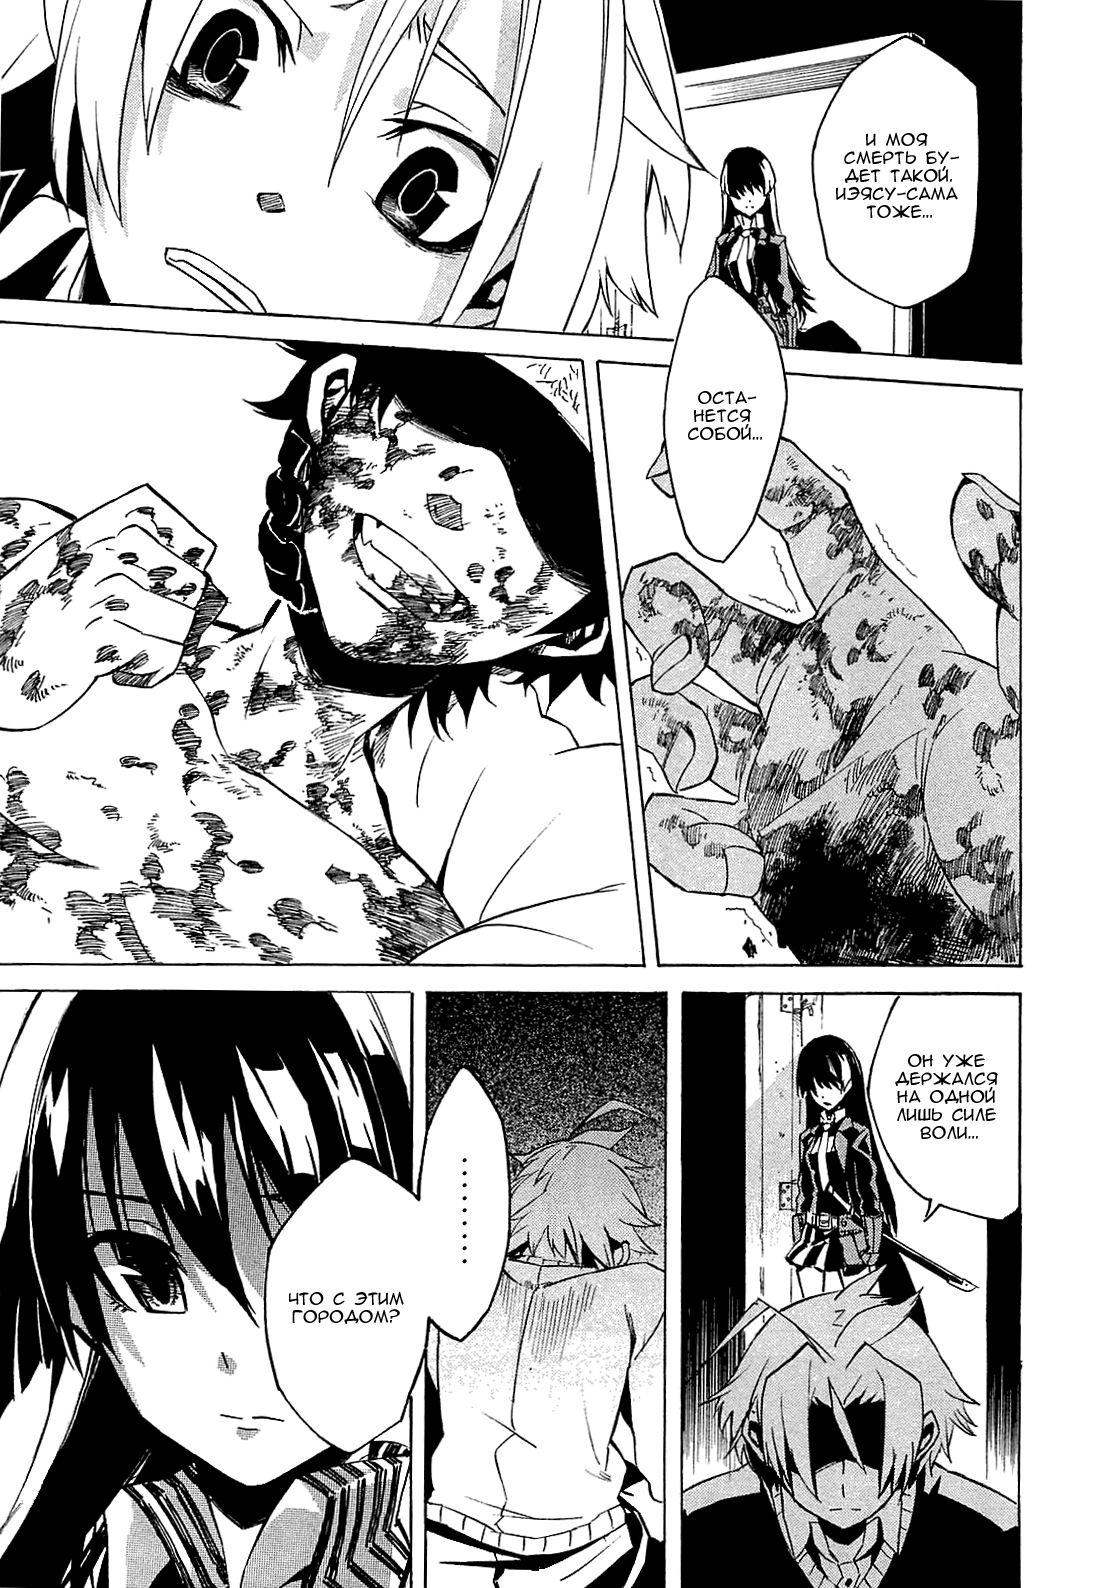 И МОЯ
СМЕРТЬ БУ-
ДЕТ ТАКОЙ.
ИЭЯСУ-САМА
ТОЖЕ...
ОСТА-
НЕТСЯ
СОБОЙ...
ОН УЖЕ
ДЕРЖАЛСЯ
НА ОДНОЙ
ЛИШЬ СИЛЕ
ВОЛИ...
.........
ЧТО С ЭТИМ
ГОРОДОМ?